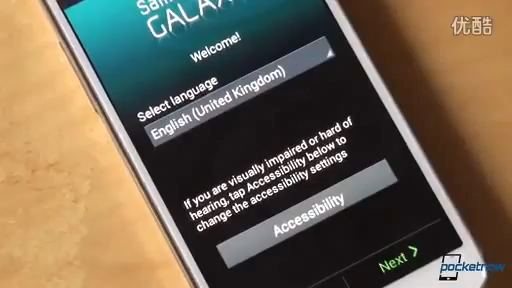 优酷
GALAX
Welcome!
Select language
English (United Kingdom)
If you are visually impaired or hard of
hearing, tap Accessibility below to
change the accessibility settings
Accessibility
Next >
pocketnow